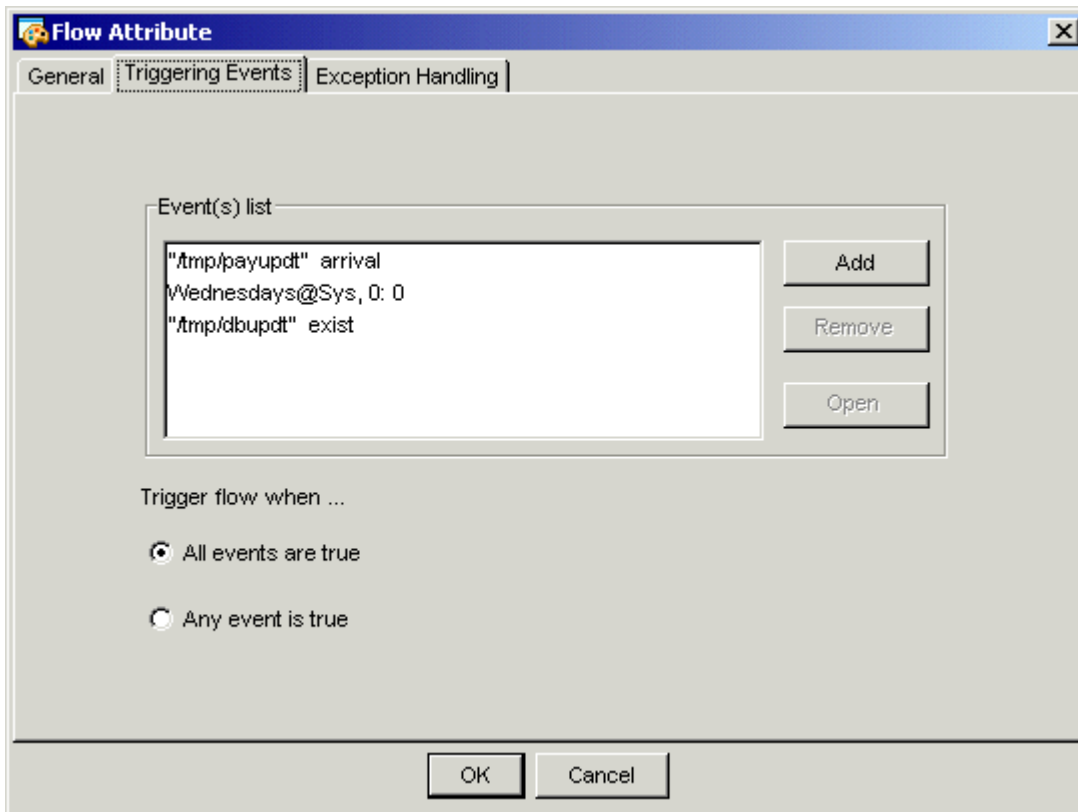 Flow Attribute
General Triggering Events Exception Handling
Event(s) list
"/tmp/payupdt" arrival
Wednesdays@Sys, 0: 0
"/tmp/dbupdt" exist
Add
Remove
Open
Trigger flow when ...
All events are true
Any event is true
OK Cancel